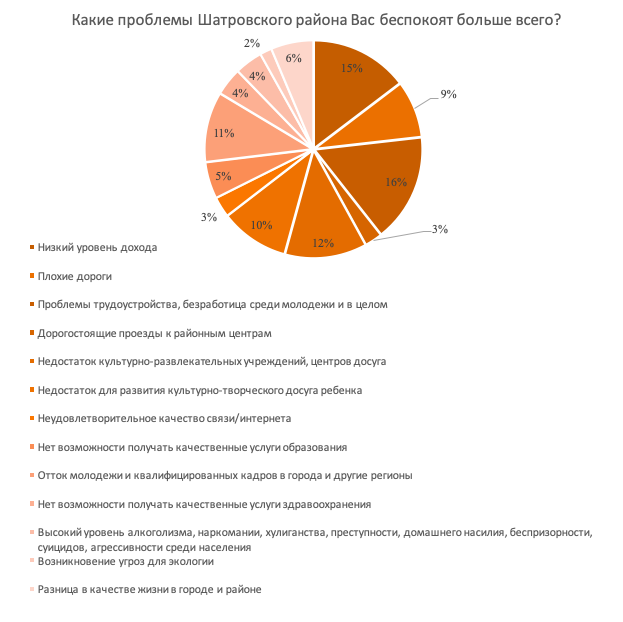 Какие проблемы Шатровского района Вас беспокоят больше всего?
2%
6%
15%
4%
4%
9%
11%
16%
5%
3%
10%
12%
3%
Низкий уровень дохода
Плохие дороги
Проблемы трудоустройства, безработица среди молодежи и в целом
Дорогостоящие проезды к районным центрам
Недостаток культурно-развлекательных учреждений, центров досуга
Недостаток для развития культурно-творческого досуга ребенка
Неудовлетворительное качество связи/интернета
Нет возможности получать качественные услуги образования
Отток молодежи и квалифицированных кадров в города и другие регионы
Нет возможности получать качественные услуги здравоохранения
Высокий уровень алкоголизма, наркомании, хулиганства, преступности, домашнего насилия, беспризорности,
суицидов, агрессивности среди населения
Возникновение угроз для экологии
Разница в качестве жизни в городе и районе